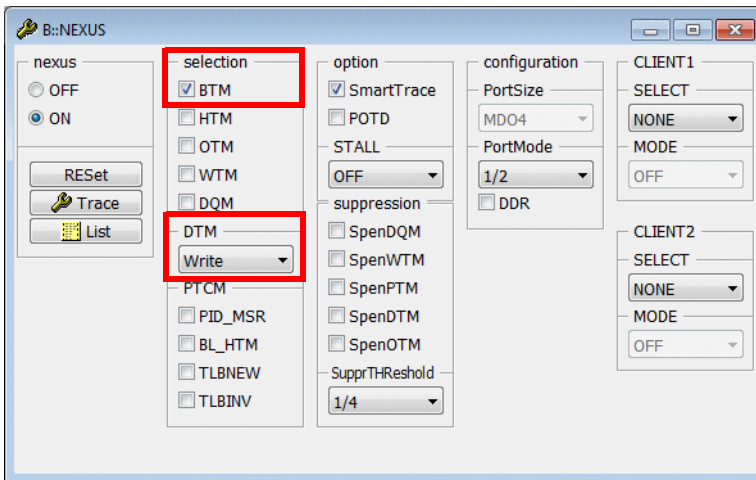 B::NEXUS
nexus
OFF
ON
RESet
Trace
List
selection
BTM
HTM
OTM
WTM
DQM
DTM
Write
PTCM
PID_MSR
BL_HTM
TLBNEW
TLBINV
option
SmartTrace
POTD
STALL
OFF
suppression
SpenDQM
SpenWTM
SpenPTM
SpenDTM
SpenOTM
SupprTHReshold
1/4
configuration
PortSize
MDO4
PortMode
1/2
DDR
CLIENT1
SELECT
NONE
MODE
OFF
CLIENT2
SELECT
NONE
MODE
OFF